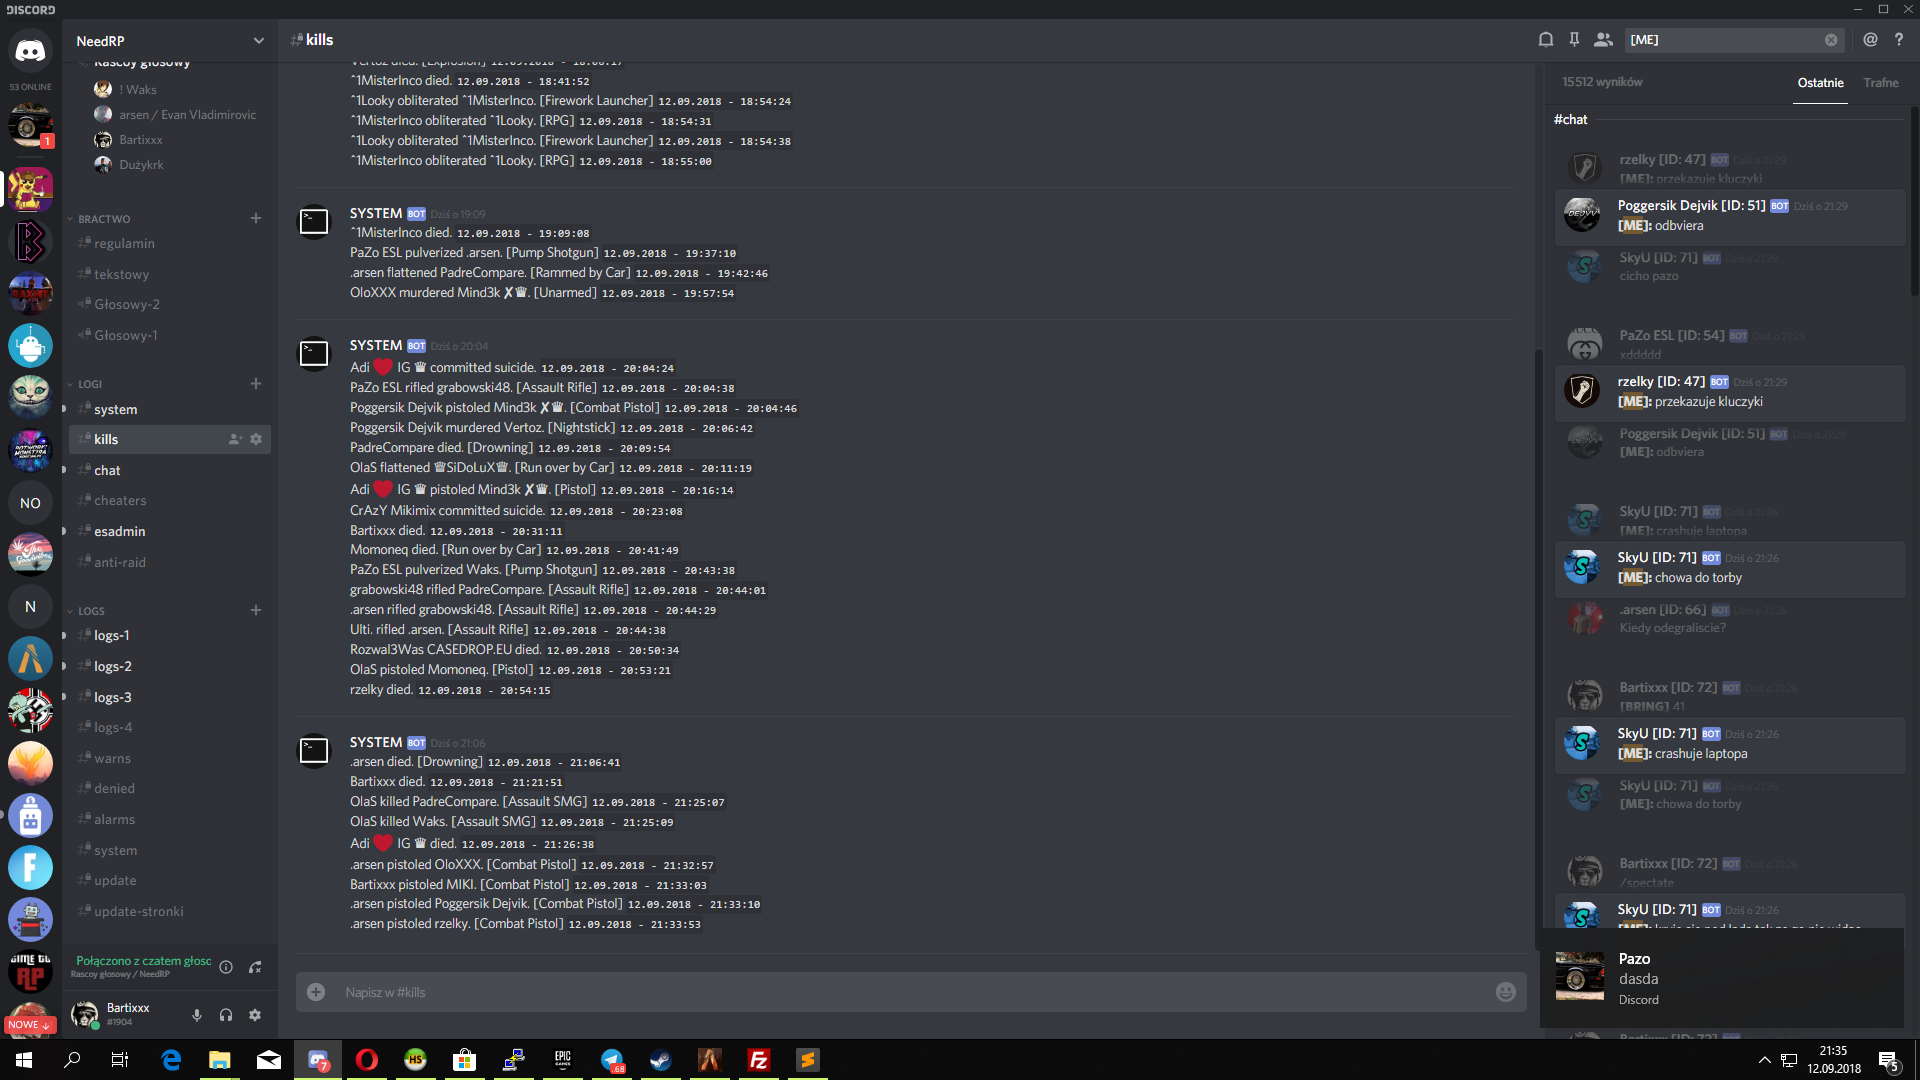 DISCORD
53 ONLINE
1
NO
N
NOWE ↓
NeedRP
Rascoy głosowy
! Waks
arsen / Evan Vladimirovic
Bartixxx
Dużykrk
BRACTWO
regulamin
tekstowy
Głosowy-2
Głosowy-1
LOGI
system
kills
chat
cheaters
esadmin
anti-raid
LOGS
logs-1
logs-2
logs-3
logs-4
warns
denied
alarms
system
update
update-stronki
Połączono z czatem głosc
Rascoy głosowy / NeedRP
Bartixxx
#1904
kills
Vertoz died. [Explosion] 12.09.2018 - 18:06:17
^1MisterInco died. 12.09.2018 - 18:41:52
^1Looky obliterated ^1MisterInco. [Firework Launcher] 12.09.2018 - 18:54:24
^1MisterInco obliterated ^1Looky. [RPG] 12.09.2018 - 18:54:31
^1Looky obliterated ^1MisterInco. [Firework Launcher] 12.09.2018 - 18:54:38
^1MisterInco obliterated ^1Looky. [RPG] 12.09.2018 - 18:55:00
SYSTEM BOT Dziś o 19:09
^1MisterInco died. 12.09.2018 - 19:09:08
PaZo ESL pulverized .arsen. [Pump Shotgun] 12.09.2018 - 19:37:10
.arsen flattened PadreCompare. [Rammed by Car] 12.09.2018 - 19:42:46
OloXXX murdered Mind3k ✗♛. [Unarmed] 12.09.2018 - 19:57:54
SYSTEM BOT Dziś o 20:04
Adi ❤ IG ♛ committed suicide. 12.09.2018 - 20:04:24
PaZo ESL rifled grabowski48. [Assault Rifle] 12.09.2018 - 20:04:38
Poggersik Dejvik pistoled Mind3k ✗♛. [Combat Pistol] 12.09.2018 - 20:04:46
Poggersik Dejvik murdered Vertoz. [Nightstick] 12.09.2018 - 20:06:42
PadreCompare died. [Drowning] 12.09.2018 - 20:09:54
OlaS flattened ♛SiDoLuX♛. [Run over by Car] 12.09.2018 - 20:11:19
Adi ❤ IG ♛ pistoled Mind3k ✗♛. [Pistol] 12.09.2018 - 20:16:14
CrAzY Mikimix committed suicide. 12.09.2018 - 20:23:08
Bartixxx died. 12.09.2018 - 20:31:11
Momoneq died. [Run over by Car] 12.09.2018 - 20:41:49
PaZo ESL pulverized Waks. [Pump Shotgun] 12.09.2018 - 20:43:38
grabowski48 rifled PadreCompare. [Assault Rifle] 12.09.2018 - 20:44:01
.arsen rifled grabowski48. [Assault Rifle] 12.09.2018 - 20:44:29
Ulti. rifled .arsen. [Assault Rifle] 12.09.2018 - 20:44:38
Rozwal3Was CASEDROP.EU died. 12.09.2018 - 20:50:34
OlaS pistoled Momoneq. [Pistol] 12.09.2018 - 20:53:21
rzelky died. 12.09.2018 - 20:54:15
SYSTEM BOT Dziś o 21:06
.arsen died. [Drowning] 12.09.2018 - 21:06:41
Bartixxx died. 12.09.2018 - 21:21:51
OlaS killed PadreCompare. [Assault SMG] 12.09.2018 - 21:25:07
OlaS killed Waks. [Assault SMG] 12.09.2018 - 21:25:09
Adi ❤ IG ♛ died. 12.09.2018 - 21:26:38
.arsen pistoled OloXXX. [Combat Pistol] 12.09.2018 - 21:32:57
Bartixxx pistoled MIKI. [Combat Pistol] 12.09.2018 - 21:33:03
.arsen pistoled Poggersik Dejvik. [Combat Pistol] 12.09.2018 - 21:33:10
.arsen pistoled rzelky. [Combat Pistol] 12.09.2018 - 21:33:53
Napisz w #kills
[ME]
15512 wyników
Ostatnie
Trafne
#chat
rzelky [ID: 47] BOT Dziś o 21:29
[ME]: przekazuje kluczyki
Poggersik Dejvik [ID: 51] BOT Dziś o 21:29
[ME]: odbviera
SkyU [ID: 71] BOT Dziś o 21:29
cicho pazo
PaZo ESL [ID: 54] BOT Dziś o 21:29
xddddd
rzelky [ID: 47] BOT Dziś o 21:29
[ME]: przekazuje kluczyki
Poggersik Dejvik [ID: 51] BOT Dziś o 21:29
[ME]: odbviera
SkyU [ID: 71] BOT Dziś o 21:26
[ME]: crashuje laptopa
SkyU [ID: 71] BOT Dziś o 21:26
[ME]: chowa do torby
.arsen [ID: 66] BOT Dziś o 21:26
Kiedy odegraliscie?
Bartixxx [ID: 72] BOT Dziś o 21:26
[BRING] 41
SkyU [ID: 71] BOT Dziś o 21:26
[ME]: crashuje laptopa
SkyU [ID: 71] BOT Dziś o 21:26
[ME]: chowa do torby
Bartixxx [ID: 72] BOT Dziś o 21:26
/spectate
SkyU [ID: 71] BOT Dziś o 21:26
Pazo
dasda
Discord
7
HS
EPIC GAMES
.68
FZ
21:35
12.09.2018
5